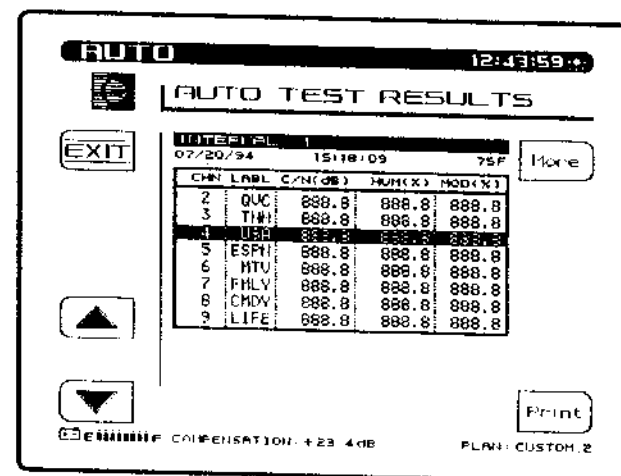 AUTO 12:43:59
AUTO TEST RESULTS
EXIT
INTERVAL 1
More
07/20/94 15:18:09 75F
CHN LABL C/N(dB) HUM(%) MOD(%)
2 QVC 888.8 888.8 888.8
3 TNN 888.8 888.8 888.8
4 USA 888.8 888.8 888.8
5 ESPN 888.8 888.8 888.8
6 MTV 888.8 888.8 888.8
7 FMLY 888.8 888.8 888.8
8 CMDY 888.8 888.8 888.8
9 LIFE 888.8 888.8 888.8
Print
E F COMPENSATION: +23.4dB PLAN: CUSTOM.2